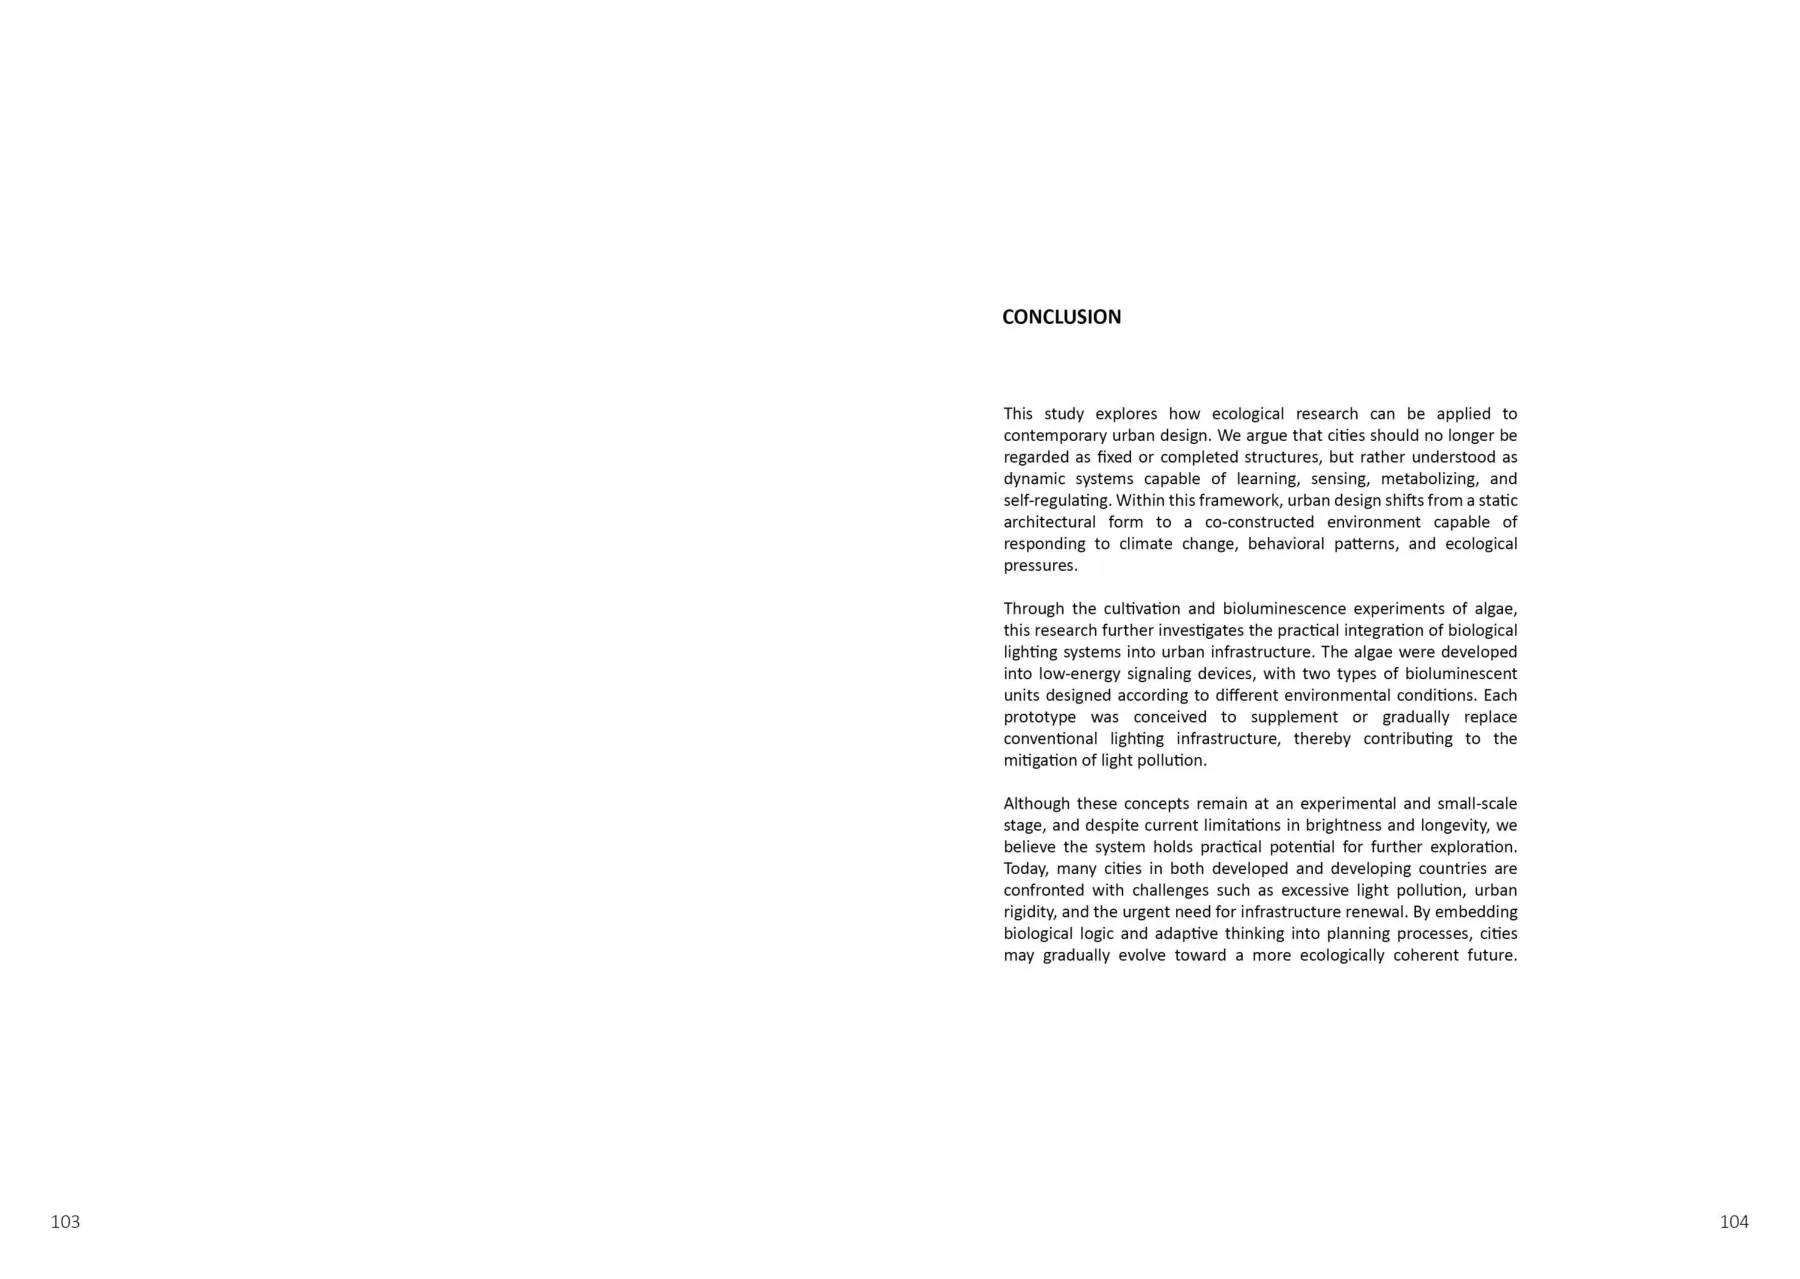 CONCLUSION
This study explores how ecological research can be applied to
contemporary urban design. We argue that cities should no longer be
regarded as fixed or completed structures, but rather understood as
dynamic systems capable of learning, sensing, metabolizing, and
self-regulating. Within this framework, urban design shifts from a static
architectural form to a co-constructed environment capable of
responding to climate change, behavioral patterns, and ecological
pressures.
Through the cultivation and bioluminescence experiments of algae,
this research further investigates the practical integration of biological
lighting systems into urban infrastructure. The algae were developed
into low-energy signaling devices, with two types of bioluminescent
units designed according to different environmental conditions. Each
prototype was conceived to supplement or gradually replace
conventional lighting infrastructure, thereby contributing to the
mitigation of light pollution.
Although these concepts remain at an experimental and small-scale
stage, and despite current limitations in brightness and longevity, we
believe the system holds practical potential for further exploration.
Today, many cities in both developed and developing countries are
confronted with challenges such as excessive light pollution, urban
rigidity, and the urgent need for infrastructure renewal. By embedding
biological logic and adaptive thinking into planning processes, cities
may gradually evolve toward a more ecologically coherent future.
103
104